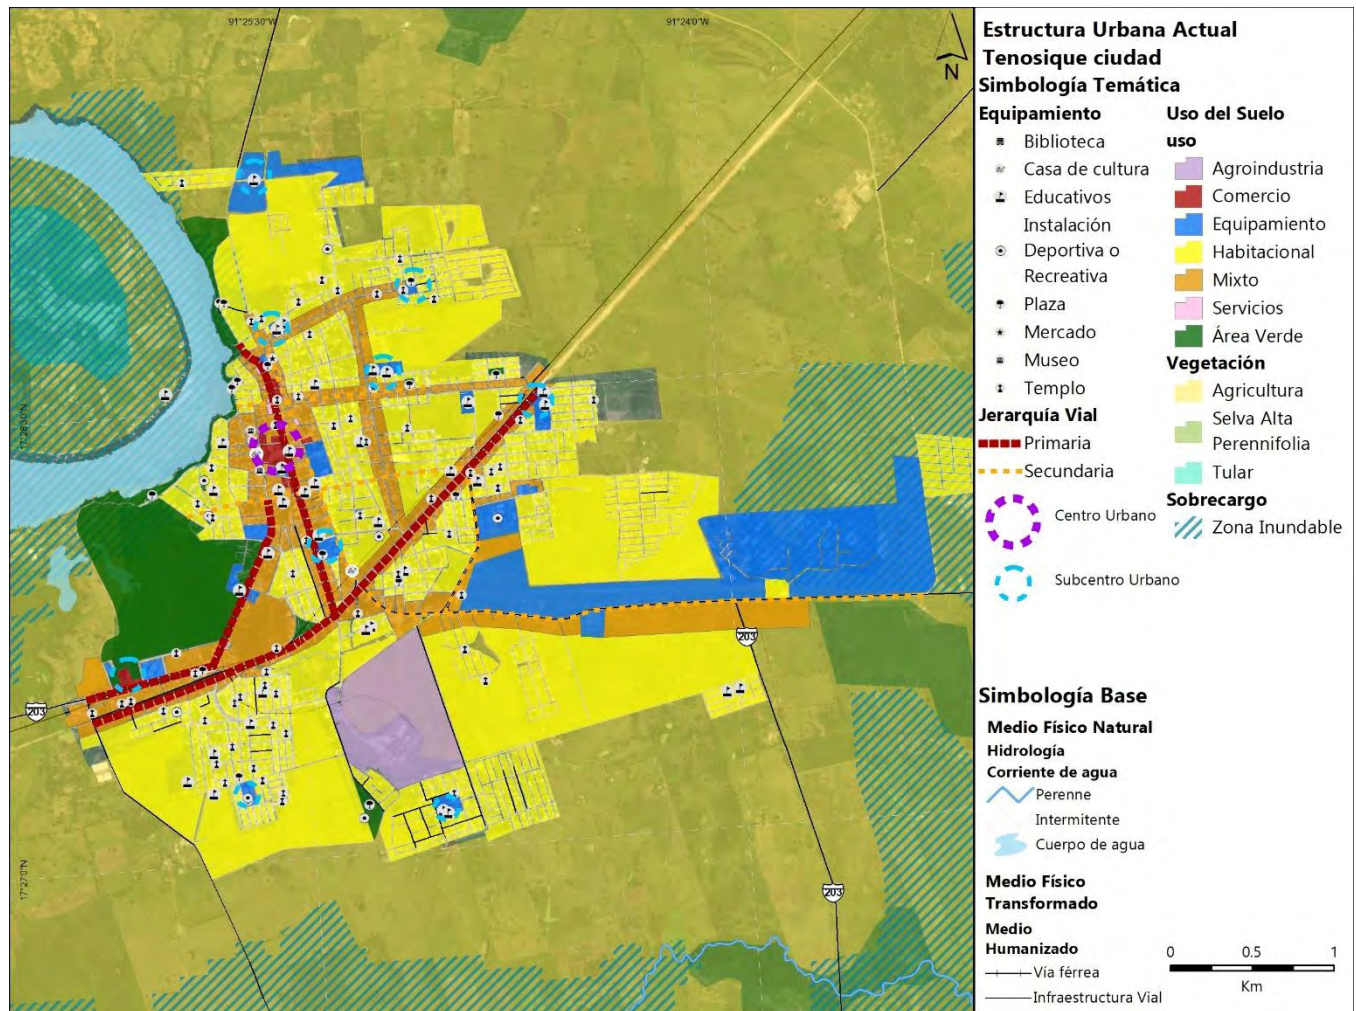 91°25'30"W
91°24'0"W
17°28'30"N
17°27'0"N
N
203
203
203
Estructura Urbana Actual
Tenosique ciudad
Simbología Temática
Equipamiento
Biblioteca
Casa de cultura
Educativos
Instalación
Deportiva o
Recreativa
Plaza
Mercado
Museo
Templo
Jerarquía Vial
Primaria
Secundaria
Centro Urbano
Subcentro Urbano
Uso del Suelo
uso
Agroindustria
Comercio
Equipamiento
Habitacional
Mixto
Servicios
Área Verde
Vegetación
Agricultura
Selva Alta
Perennifolia
Tular
Sobrecargo
Zona Inundable
Simbología Base
Medio Físico Natural
Hidrología
Corriente de agua
Perenne
Intermitente
Cuerpo de agua
Medio Físico
Transformado
Medio
Humanizado
Vía férrea
Infraestructura Vial
0 0.5 1
Km